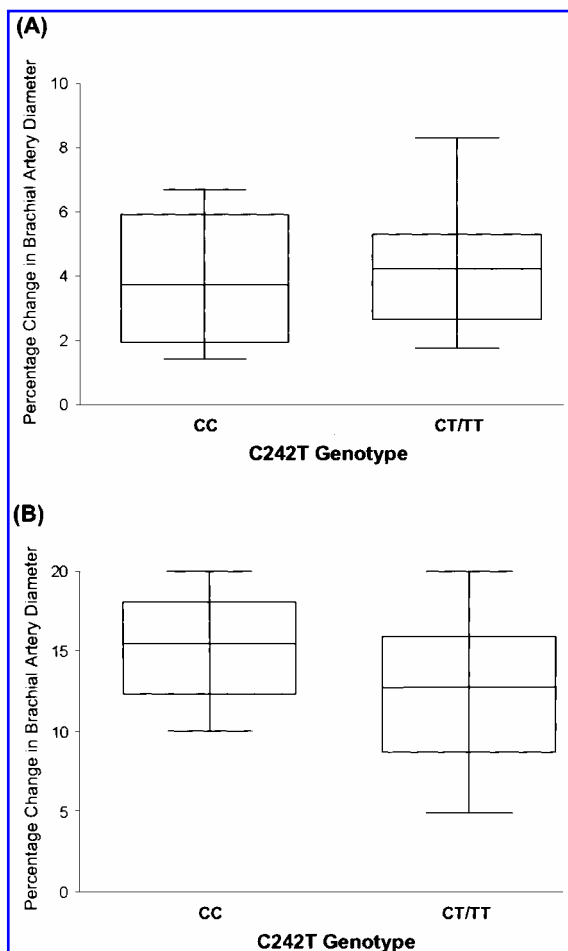 (A)
Percentage Change in Brachial Artery Diameter
10
8
6
4
2
0
CC CT/TT
C242T Genotype
(B)
Percentage Change in Brachial Artery Diameter
20
15
10
5
0
CC CT/TT
C242T Genotype